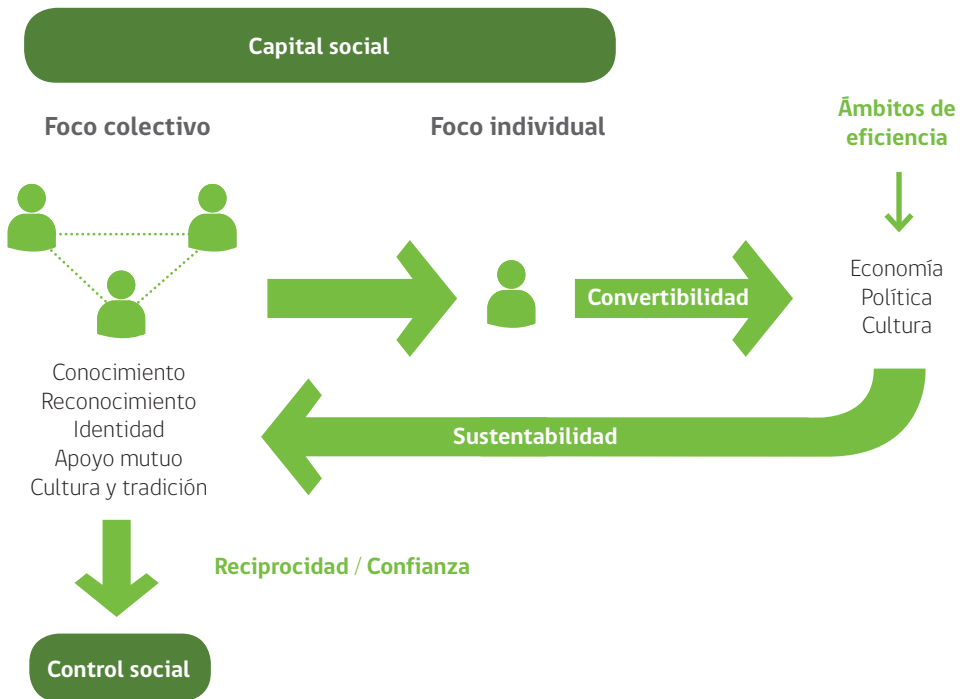 Capital social
Foco colectivo
Foco individual
Ámbitos de
eficiencia
Convertibilidad
Economía
Política
Cultura
Conocimiento
Reconocimiento
Identidad
Apoyo mutuo
Cultura y tradición
Sustentabilidad
Reciprocidad / Confianza
Control social